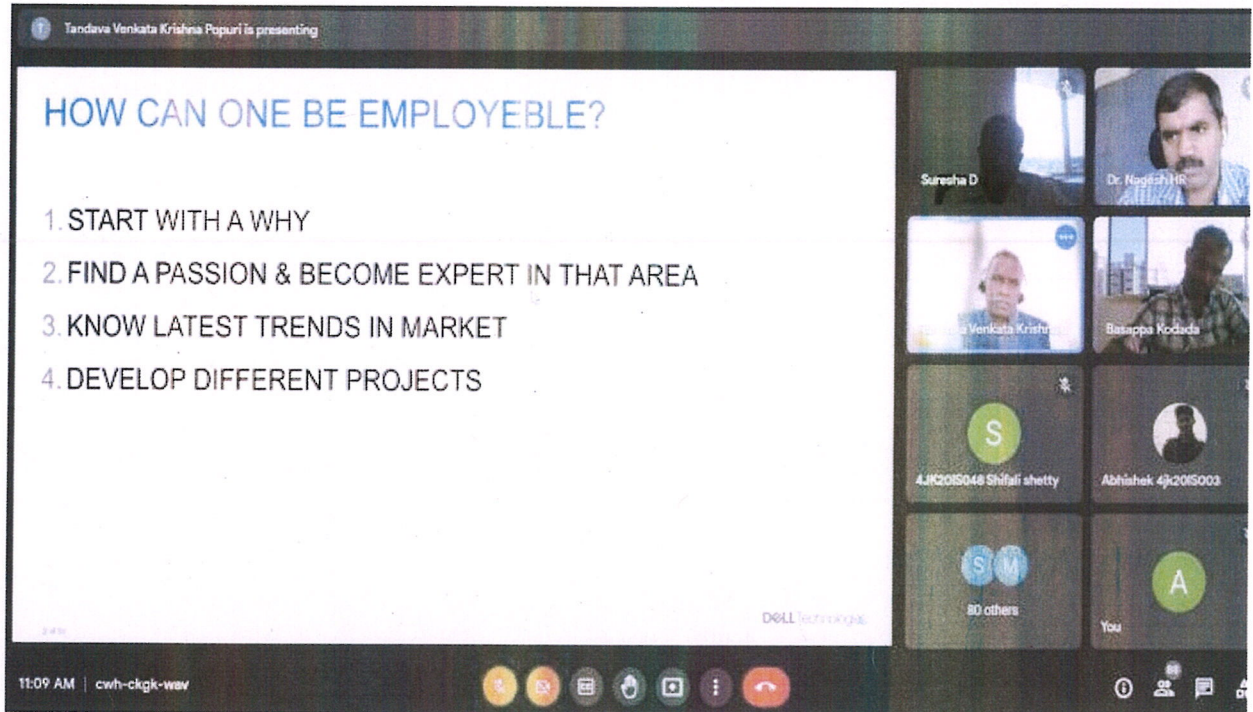 T Tandava Venkata Krishna Popuri is presenting
HOW CAN ONE BE EMPLOYEBLE?
1. START WITH A WHY
2. FIND A PASSION & BECOME EXPERT IN THAT AREA
3. KNOW LATEST TRENDS IN MARKET
4. DEVELOP DIFFERENT PROJECTS
DELL Technologies
Suresha D
Dr. Nagesh HR
Venkata Krishn
Basappa Kodada
S
4JK20IS048 Shifali shetty
Abhishek 4jk20IS003
S M
80 others
A
You
11:09 AM | cwh-ckgk-wav